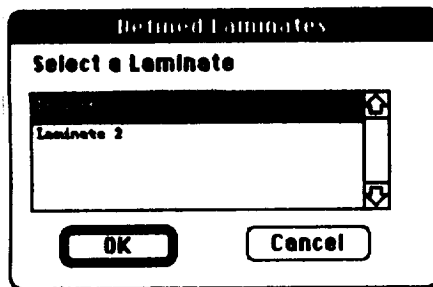 Defined Laminates
Select a Laminate
Laminate 2
OK
Cancel